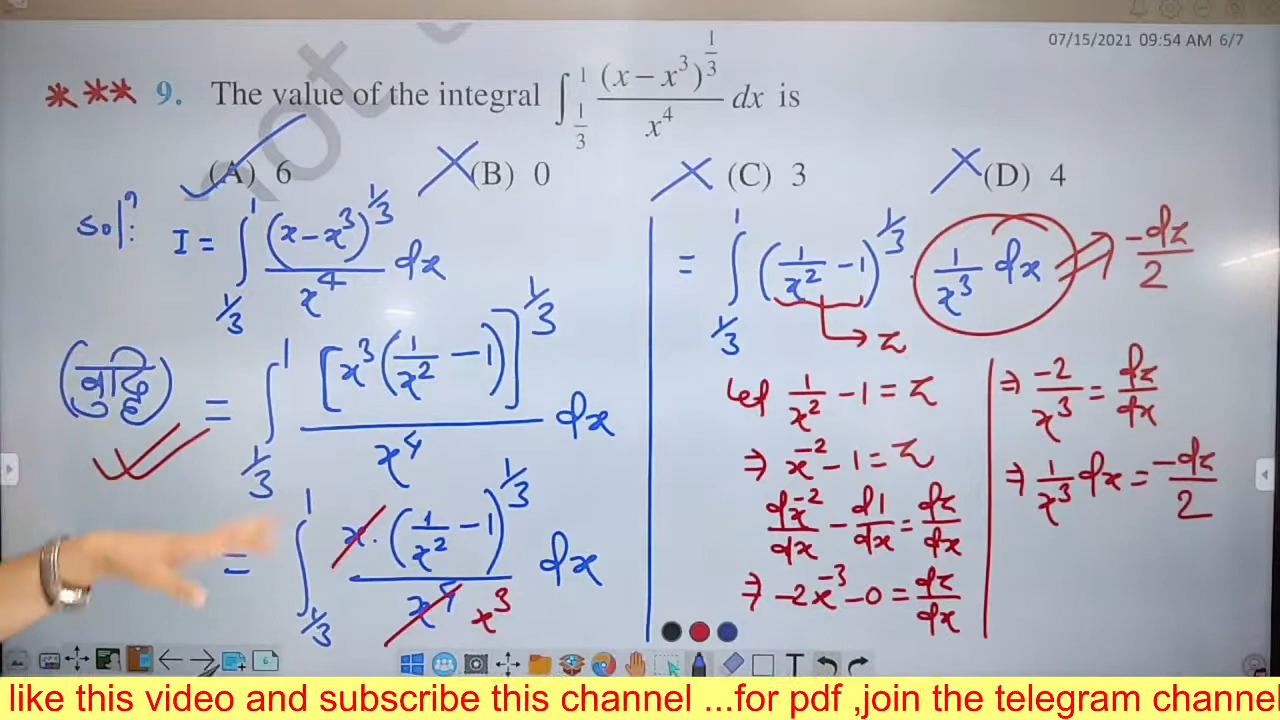 07/15/2021 09:54 AM 6/7
*** 9. The value of the integral ∫_{1/3}^{1} (x – x³)^{1/3} / x⁴ dx is
(A) 6 (B) 0 (C) 3 (D) 4
not
Solⁿ: I = ∫_{1/3}^{1} (x – x³)^{1/3} / x⁴ dx
(बुद्धि) = ∫_{1/3}^{1} [x³(1/x² – 1)]^{1/3} / x⁴ dx
= ∫_{1/3}^{1} x·(1/x² – 1)^{1/3} / x⁴ x³ dx
= ∫_{1/3}^{1} (1/x² – 1)^{1/3} · 1/x³ dx ⇒ -dz/2
→ z
Let 1/x² – 1 = z
⇒ x⁻² – 1 = z
dx⁻²/dx – d1/dx = dz/dx
⇒ –2x⁻³ – 0 = dz/dx
⇒ -2/x³ = dz/dx
⇒ 1/x³ dx = -dz/2
like this video and subscribe this channel ...for pdf ,join the telegram channel